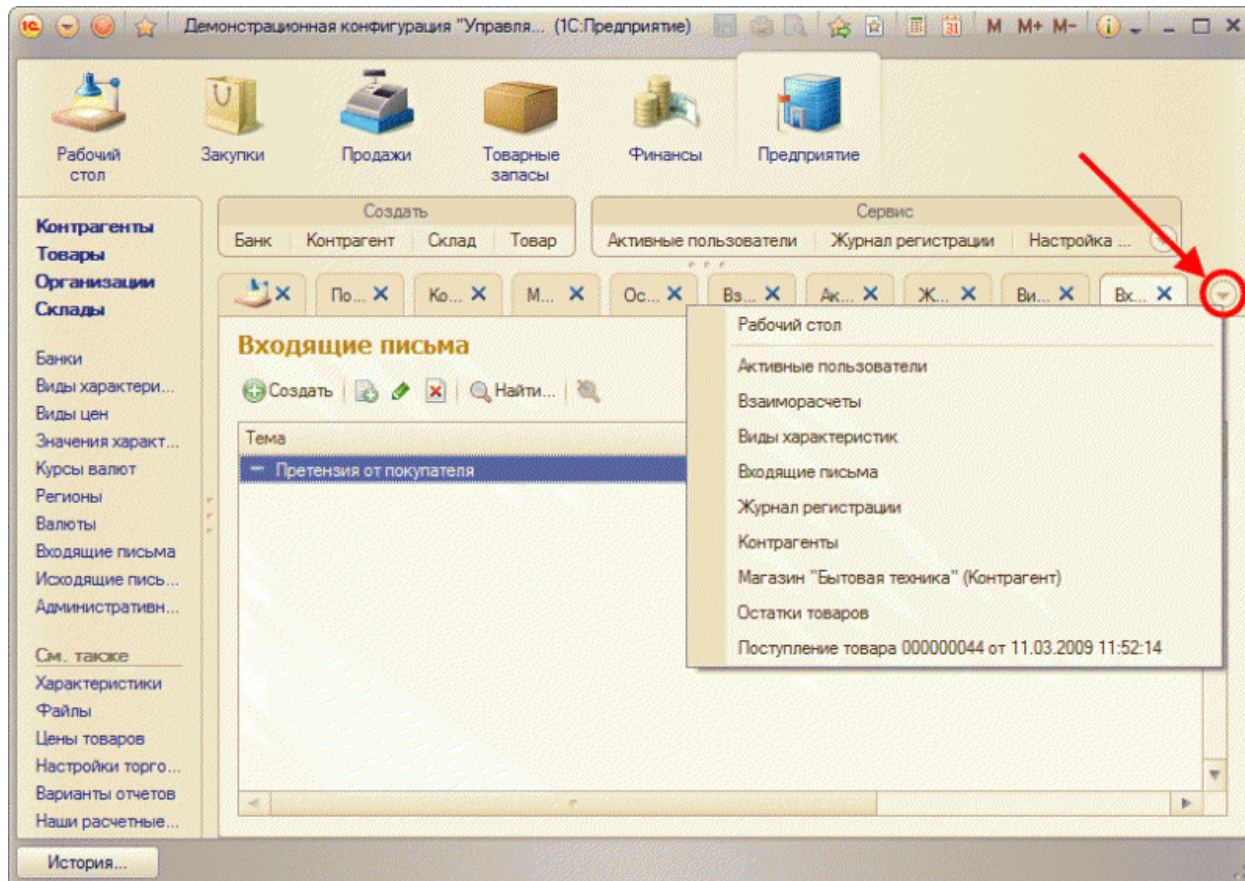 1С Демонстрационная конфигурация "Управля... (1С:Предприятие) 31 M M+ M-
Рабочий стол
Закупки
Продажи
Товарные запасы
Финансы
Предприятие
Контрагенты
Товары
Организации
Склады
Банки
Виды характери...
Виды цен
Значения характ...
Курсы валют
Регионы
Валюты
Входящие письма
Исходящие пись...
Административн...
См. также
Характеристики
Файлы
Цены товаров
Настройки торго...
Варианты отчетов
Наши расчетные...
Создать
Банк Контрагент Склад Товар
Сервис
Активные пользователи Журнал регистрации Настройка ...
По... Ко... М... Ос... Вз... Ак... Ж... Ви... Вх...
Входящие письма
Создать Найти...
Тема
Претензия от покупателя
Рабочий стол
Активные пользователи
Взаиморасчеты
Виды характеристик
Входящие письма
Журнал регистрации
Контрагенты
Магазин "Бытовая техника" (Контрагент)
Остатки товаров
Поступление товара 000000044 от 11.03.2009 11:52:14
История...